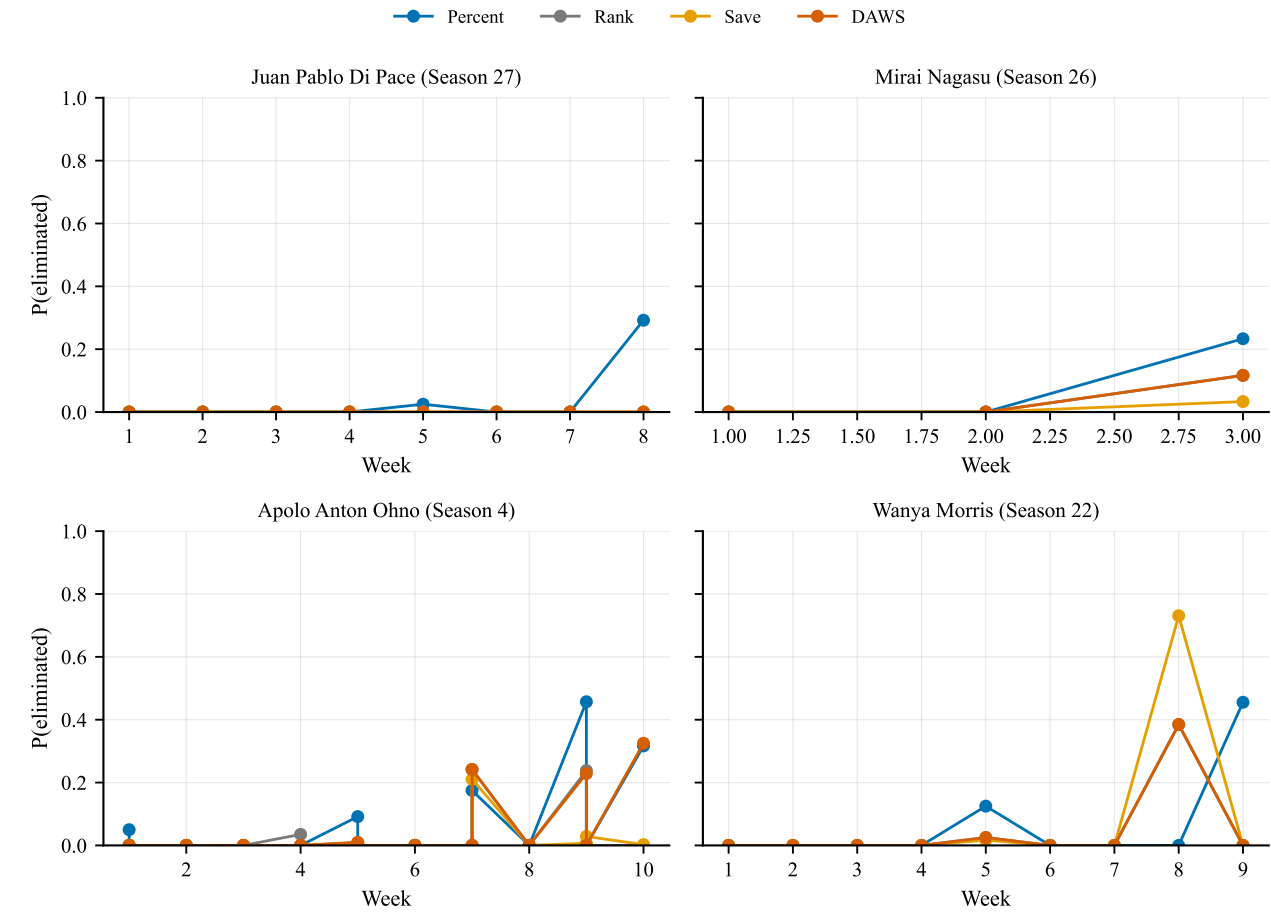 Percent Rank Save DAWS
Juan Pablo Di Pace (Season 27)
Mirai Nagasu (Season 26)
P(eliminated)
1.0
0.8
0.6
0.4
0.2
0.0
1 2 3 4 5 6 7 8
1.00 1.25 1.50 1.75 2.00 2.25 2.50 2.75 3.00
Week
Week
Apolo Anton Ohno (Season 4)
Wanya Morris (Season 22)
P(eliminated)
1.0
0.8
0.6
0.4
0.2
0.0
2 4 6 8 10
1 2 3 4 5 6 7 8 9
Week
Week